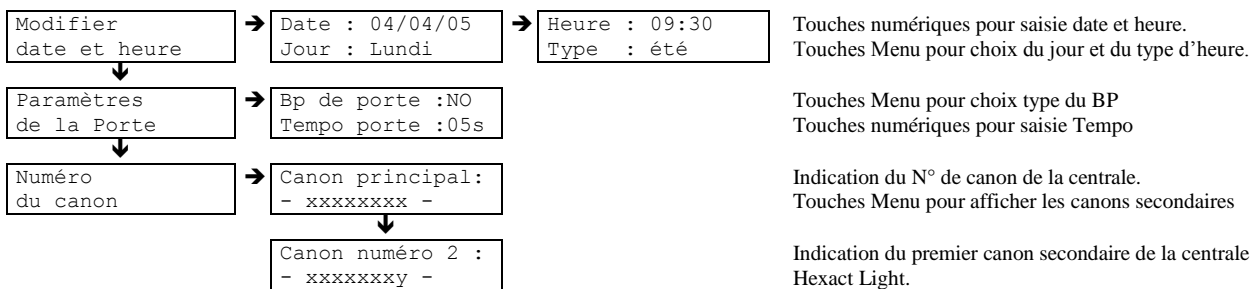 Modifier
date et heure
Date : 04/04/05
Jour : Lundi
Heure : 09:30
Type : été
Touches numériques pour saisie date et heure.
Touches Menu pour choix du jour et du type d'heure.
Paramètres
de la Porte
Bp de porte :NO
Tempo porte :05s
Touches Menu pour choix type du BP
Touches numériques pour saisie Tempo
Numéro
du canon
Canon principal:
- xxxxxxxx -
Indication du N° de canon de la centrale.
Touches Menu pour afficher les canons secondaires
Canon numéro 2 :
- xxxxxxxy -
Indication du premier canon secondaire de la centrale
Hexact Light.